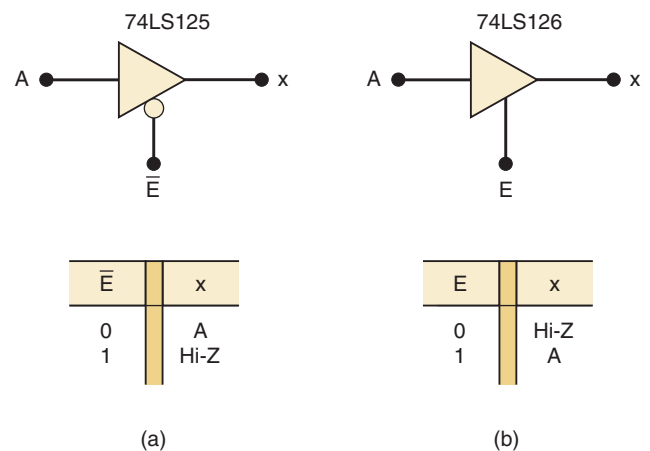 74LS125
A
x
E̅
E̅ x
0 A
1 Hi-Z
(a)
74LS126
A
x
E
E x
0 Hi-Z
1 A
(b)